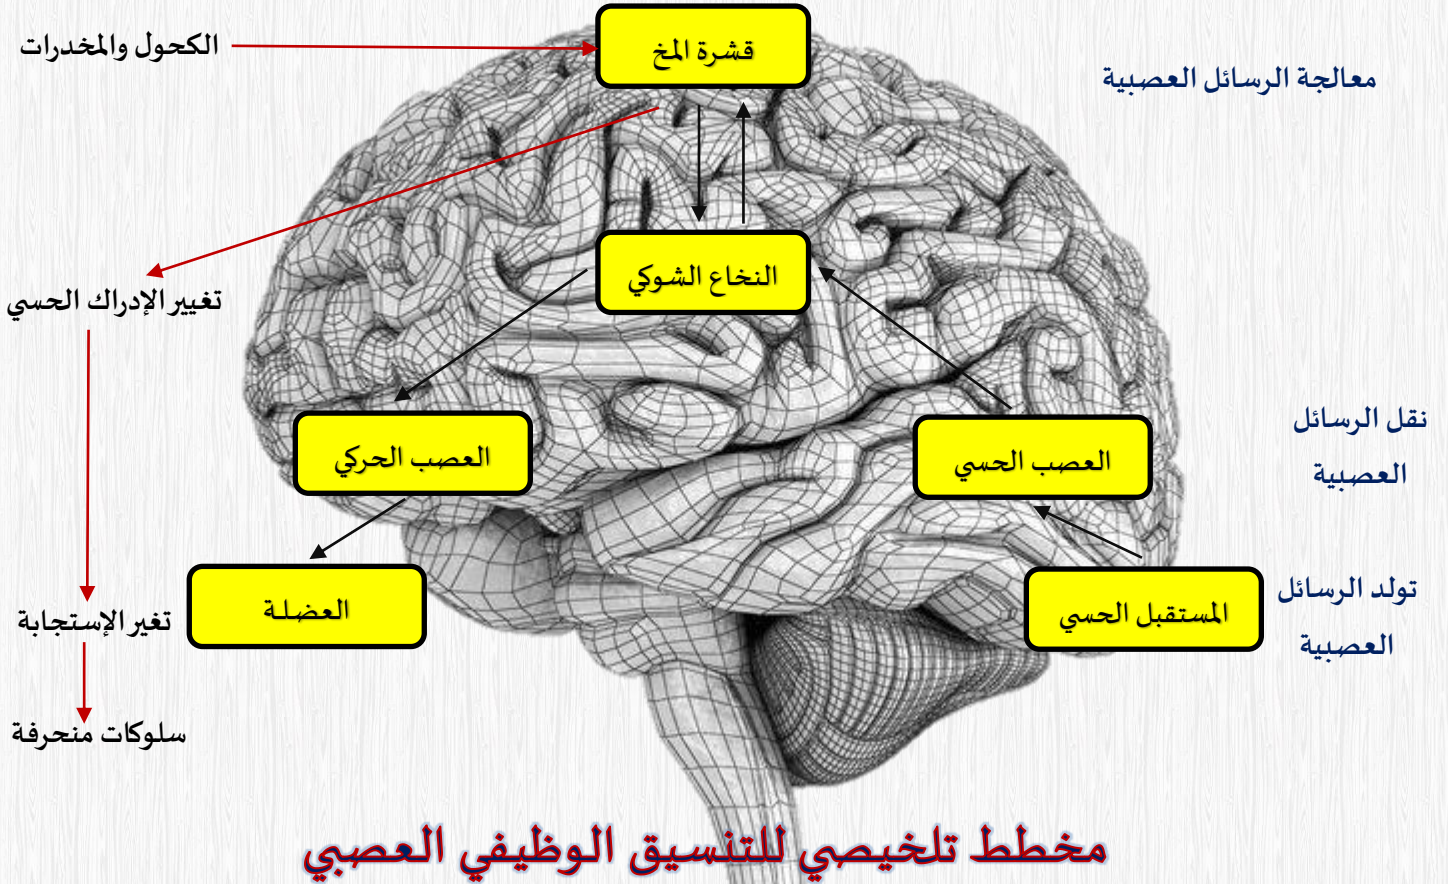 قشرة المخ
الكحول والمخدرات
معالجة الرسائل العصبية
النخاع الشوكي
تغيير الإدراك الحسي
نقل الرسائل
العصبية
العصب الحسي
العصب الحركي
تولد الرسائل
العصبية
المستقبل الحسي
العضلة
تغير الإستجابة
سلوكات منحرفة
مخطط تلخيصي للتنسيق الوظيفي العصبي